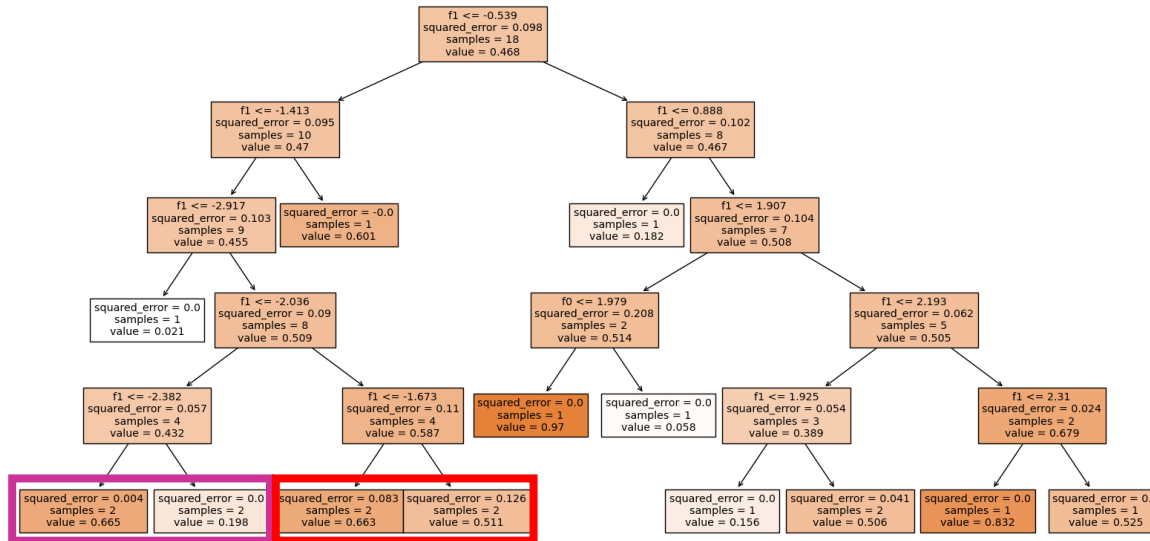 f1 <= -0.539
squared_error = 0.098
samples = 18
value = 0.468
f1 <= -1.413
squared_error = 0.095
samples = 10
value = 0.47
f1 <= 0.888
squared_error = 0.102
samples = 8
value = 0.467
f1 <= -2.917
squared_error = 0.103
samples = 9
value = 0.455
squared_error = -0.0
samples = 1
value = 0.601
squared_error = 0.0
samples = 1
value = 0.182
f1 <= 1.907
squared_error = 0.104
samples = 7
value = 0.508
squared_error = 0.0
samples = 1
value = 0.021
f1 <= -2.036
squared_error = 0.09
samples = 8
value = 0.509
f0 <= 1.979
squared_error = 0.208
samples = 2
value = 0.514
f1 <= 2.193
squared_error = 0.062
samples = 5
value = 0.505
f1 <= -2.382
squared_error = 0.057
samples = 4
value = 0.432
f1 <= -1.673
squared_error = 0.11
samples = 4
value = 0.587
squared_error = 0.0
samples = 1
value = 0.97
squared_error = 0.0
samples = 1
value = 0.058
f1 <= 1.925
squared_error = 0.054
samples = 3
value = 0.389
f1 <= 2.31
squared_error = 0.024
samples = 2
value = 0.679
squared_error = 0.004
samples = 2
value = 0.665
squared_error = 0.0
samples = 2
value = 0.198
squared_error = 0.083
samples = 2
value = 0.663
squared_error = 0.126
samples = 2
value = 0.511
squared_error = 0.0
samples = 1
value = 0.156
squared_error = 0.041
samples = 2
value = 0.506
squared_error = 0.0
samples = 1
value = 0.832
squared_error =
samples = 1
value = 0.525